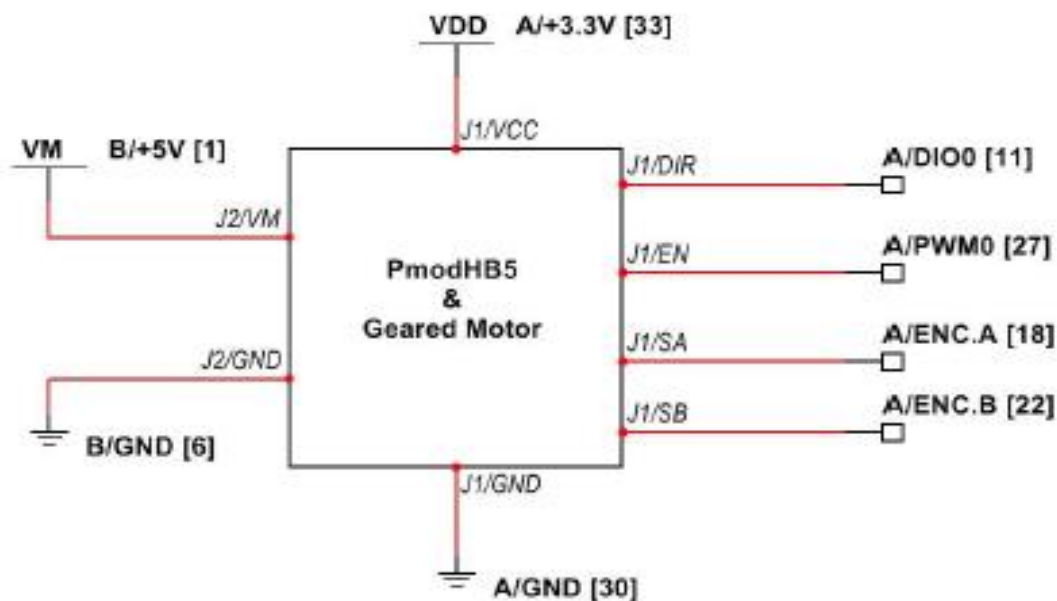 VDD A/+3.3V [33]
J1/VCC
VM B/+5V [1]
J2/VM
J1/DIR
A/DIO0 [11]
PmodHB5
&
Geared Motor
J1/EN
A/PWM0 [27]
J2/GND
B/GND [6]
J1/SA
A/ENC.A [18]
J1/SB
A/ENC.B [22]
J1/GND
A/GND [30]